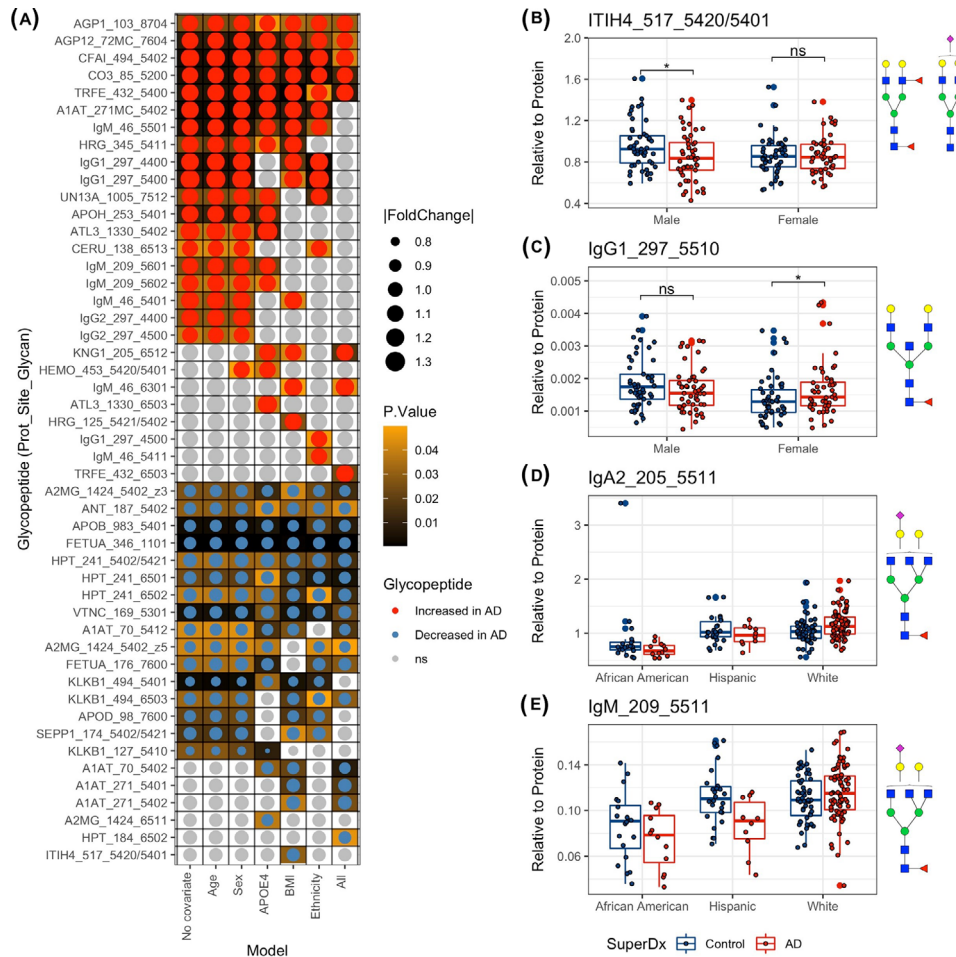 (A)
Glycopeptide (Prot_Site_Glycan)
AGP1_103_8704
AGP12_72MC_7604
CFAI_494_5402
CO3_85_5200
TRFE_432_5400
A1AT_271MC_5402
IgM_46_5501
HRG_345_5411
IgG1_297_4400
IgG1_297_5400
UN13A_1005_7512
APOH_253_5401
ATL3_1330_5402
CERU_138_6513
IgM_209_5601
IgM_209_5602
IgM_46_5401
IgG2_297_4400
IgG2_297_4500
KNG1_205_6512
HEMO_453_5420/5401
IgM_46_6301
ATL3_1330_6503
HRG_125_5421/5402
IgG1_297_4500
IgM_46_5411
TRFE_432_6503
A2MG_1424_5402_z3
ANT_187_5402
APOB_983_5401
FETUA_346_1101
HPT_241_5402/5421
HPT_241_6501
HPT_241_6502
VTNC_169_5301
A1AT_70_5412
A2MG_1424_5402_z5
FETUA_176_7600
KLKB1_494_5401
KLKB1_494_6503
APOD_98_7600
SEPP1_174_5402/5421
KLKB1_127_5410
A1AT_70_5402
A1AT_271_5401
A1AT_271_5402
A2MG_1424_6511
HPT_184_6502
ITIH4_517_5420/5401
No covariate
Age
Sex
APOE4
BMI
Ethnicity
All
Model
|FoldChange|
0.8
0.9
1.0
1.1
1.2
1.3
P.Value
0.04
0.03
0.02
0.01
Glycopeptide
Increased in AD
Decreased in AD
ns
(B)
ITIH4_517_5420/5401
Relative to Protein
2.0
1.6
1.2
0.8
0.4
*
ns
Male
Female
(C)
IgG1_297_5510
Relative to Protein
0.005
0.004
0.003
0.002
0.001
ns
*
Male
Female
(D)
IgA2_205_5511
Relative to Protein
3
2
1
African American
Hispanic
White
(E)
IgM_209_5511
Relative to Protein
0.14
0.10
0.06
African American
Hispanic
White
SuperDx
Control
AD